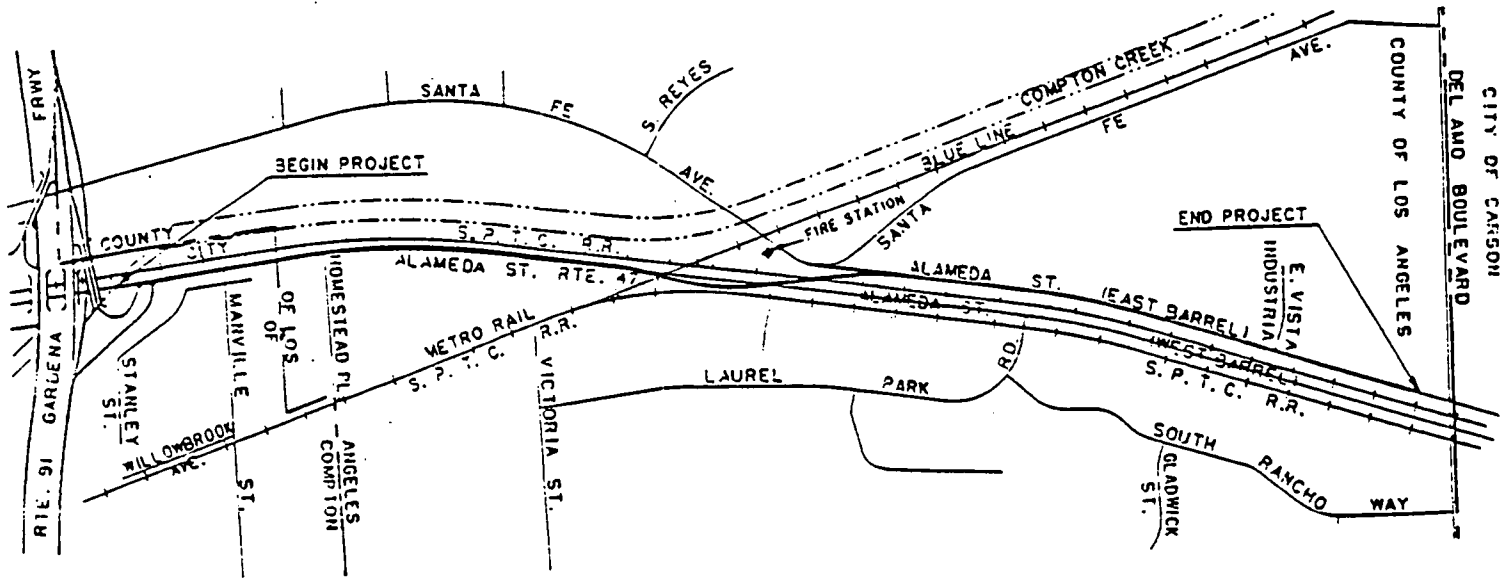 FRWY
RTE. 91 GARDENA
SANTA FE AVE.
S. REYES
BEGIN PROJECT
COUNTY
CITY
OF LOS
OF
ANGELES
COMPTON
S. P. T. C. R.R.
ALAMEDA ST. RTE. 47
STANLEY
ST.
MANVILLE ST.
HOMESTEAD PL.
WILLOWBROOK
AVE.
METRO RAIL
S. P. T. C. R.R.
VICTORIA ST.
COMPTON CREEK
BLUE LINE
FIRE STATION
SANTA FE AVE.
ALAMEDA ST. (EAST BARREL)
ALAMEDA ST. (WEST BARREL)
S. P. T. C. R.R.
LAUREL PARK RD.
SOUTH RANCHO WAY
GLADWICK
ST.
E. VISTA
INDUSTRIA
END PROJECT
COUNTY OF LOS ANGELES
DEL AMO BOULEVARD
CITY OF CARSON